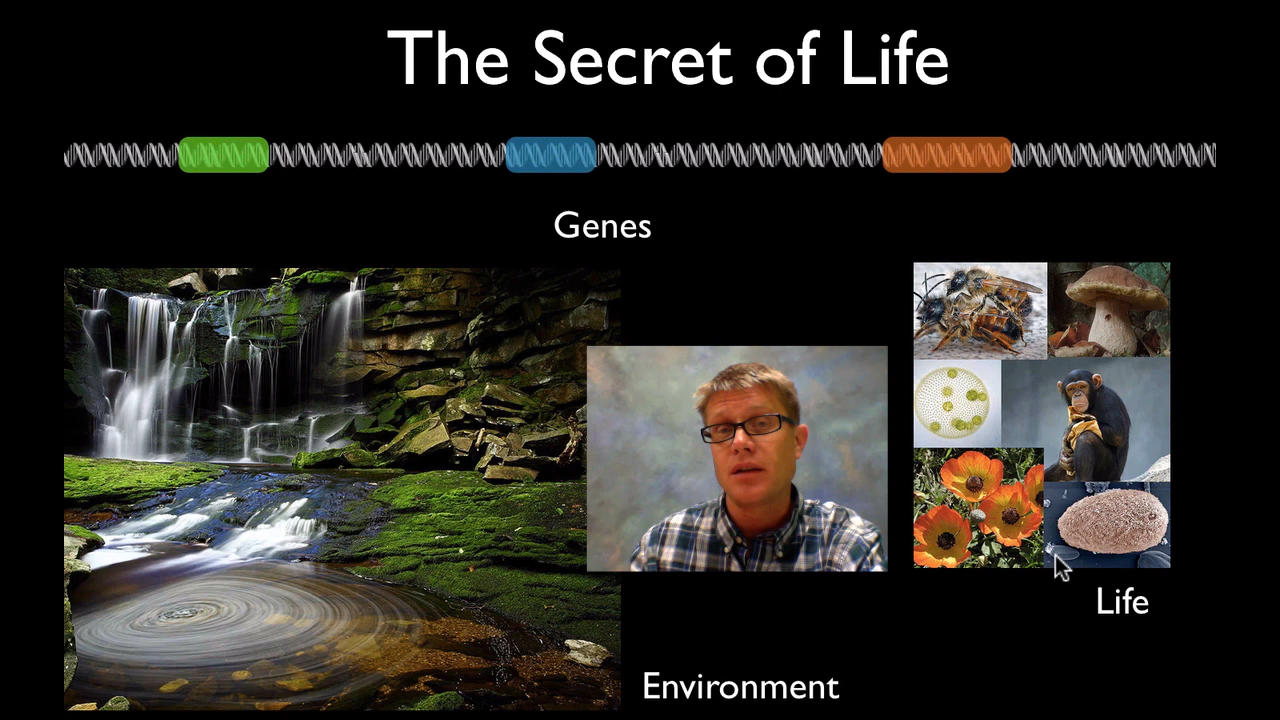 The Secret of Life
Genes
Life
Environment